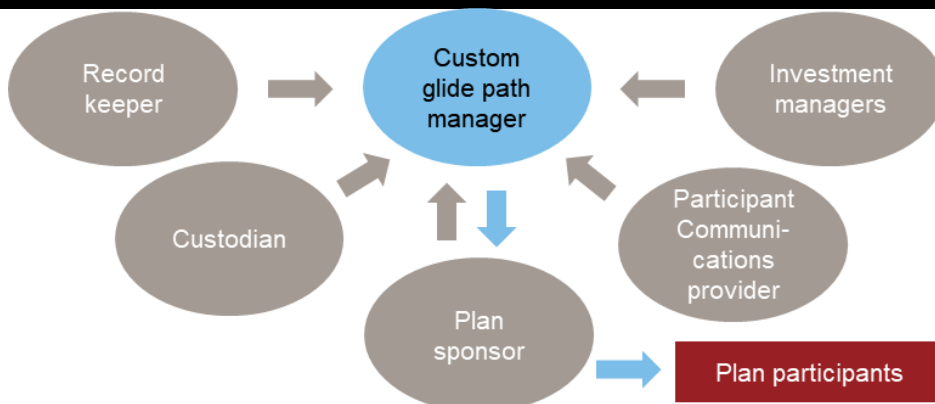 Record
keeper
Custom
glide path
manager
Investment
managers
Custodian
Participant
Communi-
cations
provider
Plan
sponsor
Plan participants